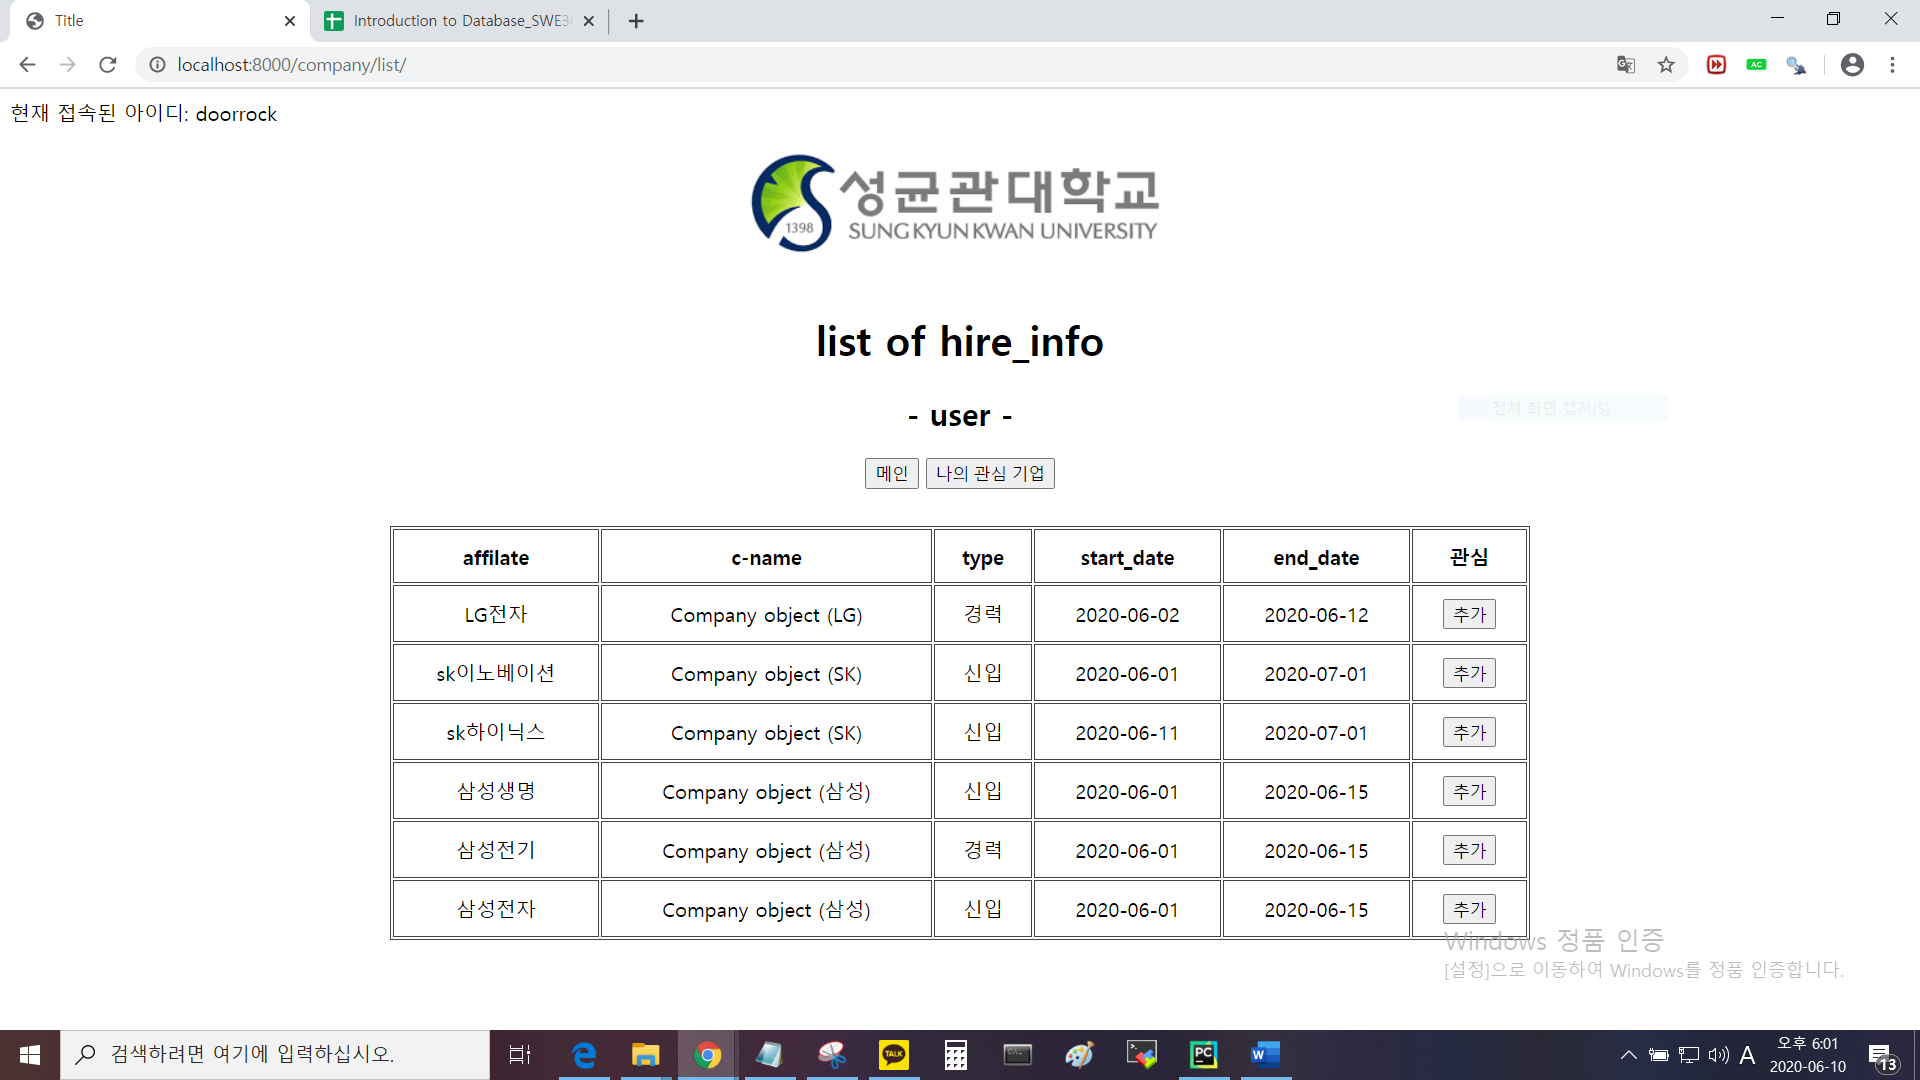 Title
Introduction to Database_SWE3
localhost:8000/company/list/
AC
현재 접속된 아이디: doorrock
성균관대학교
1398 SUNGKYUNKWAN UNIVERSITY
list of hire_info
- user -
전체 화면 캡처(S)
메인 나의 관심 기업
affilate c-name type start_date end_date 관심
LG전자 Company object (LG) 경력 2020-06-02 2020-06-12 추가
sk이노베이션 Company object (SK) 신입 2020-06-01 2020-07-01 추가
sk하이닉스 Company object (SK) 신입 2020-06-11 2020-07-01 추가
삼성생명 Company object (삼성) 신입 2020-06-01 2020-06-15 추가
삼성전기 Company object (삼성) 경력 2020-06-01 2020-06-15 추가
삼성전자 Company object (삼성) 신입 2020-06-01 2020-06-15 추가
Windows 정품 인증
[설정]으로 이동하여 Windows를 정품 인증합니다.
검색하려면 여기에 입력하십시오.
TALK
PC
W
A
오후 6:01
2020-06-10
13